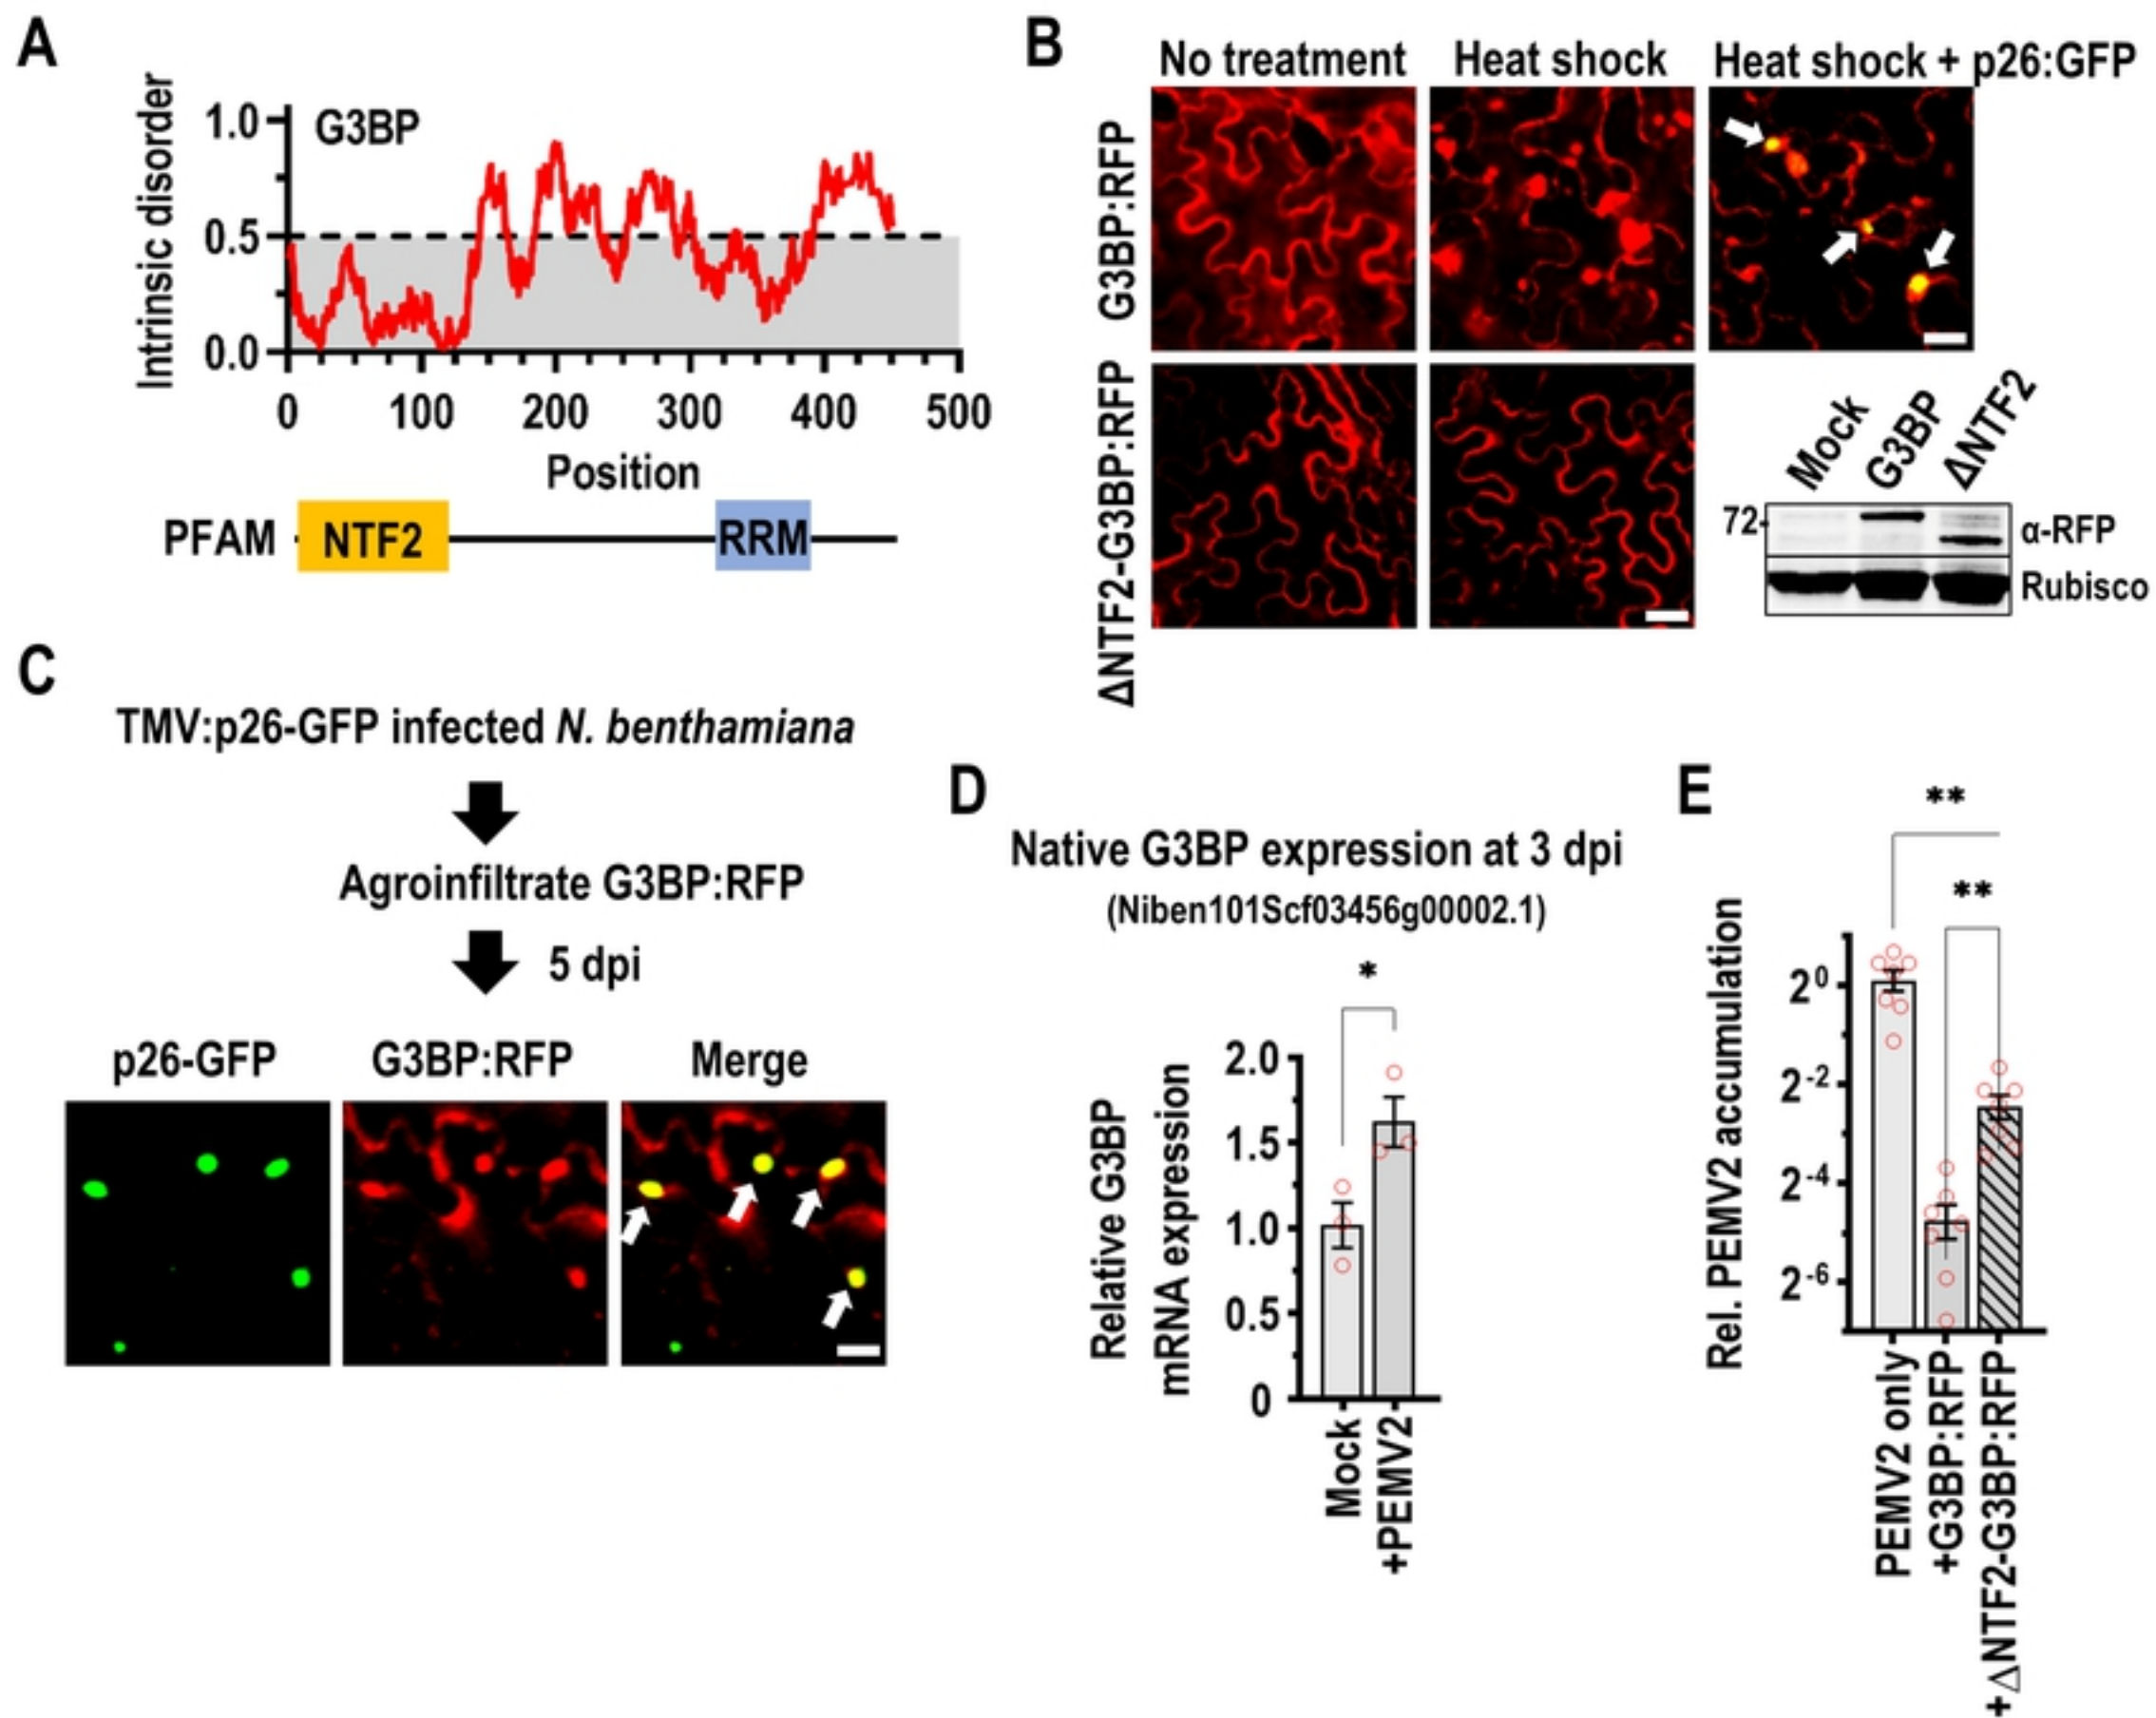 A
Intrinsic disorder
G3BP
1.0
0.5
0.0
0 100 200 300 400 500
Position
PFAM NTF2 RRM
B
No treatment Heat shock Heat shock + p26:GFP
G3BP:RFP
ΔNTF2-G3BP:RFP
Mock G3BP ΔNTF2
72-
α-RFP
Rubisco
C
TMV:p26-GFP infected N. benthamiana
Agroinfiltrate G3BP:RFP
5 dpi
p26-GFP G3BP:RFP Merge
D
Native G3BP expression at 3 dpi
(Niben101Scf03456g00002.1)
*
Relative G3BP
mRNA expression
2.0
1.5
1.0
0.5
0
Mock
+PEMV2
E
**
**
Rel. PEMV2 accumulation
2^0
2^-2
2^-4
2^-6
PEMV2 only
+G3BP:RFP
+△NTF2-G3BP:RFP